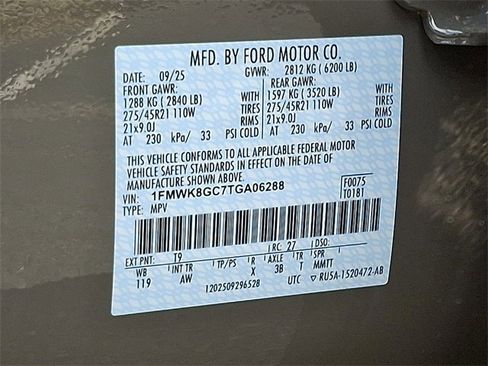 MFD. BY FORD MOTOR CO.
DATE: 09/25 GVWR: 2812 KG ( 6200 LB)
FRONT GAWR: REAR GAWR:
1288 KG ( 2840 LB) WITH 1597 KG ( 3520 LB) WITH
275/45R21 110W TIRES 275/45R21 110W TIRES
21x9.0J RIMS 21x9.0J RIMS
AT 230 kPa/ 33 PSI COLD AT 230 kPa/ 33 PSI COLD
THIS VEHICLE CONFORMS TO ALL APPLICABLE FEDERAL MOTOR
VEHICLE SAFETY STANDARDS IN EFFECT ON THE DATE OF
MANUFACTURE SHOWN ABOVE.
VIN: 1FMWK8GC7TGA06288 F0075
TYPE: MPV T0181
EXT PNT: T9 RC: 27 DSO:
WB INT TR TP/PS R AXLE TR SPR
119 AW X 3B T MMTT
1202509296528 UTC ▽ RU5A-1520472-AB